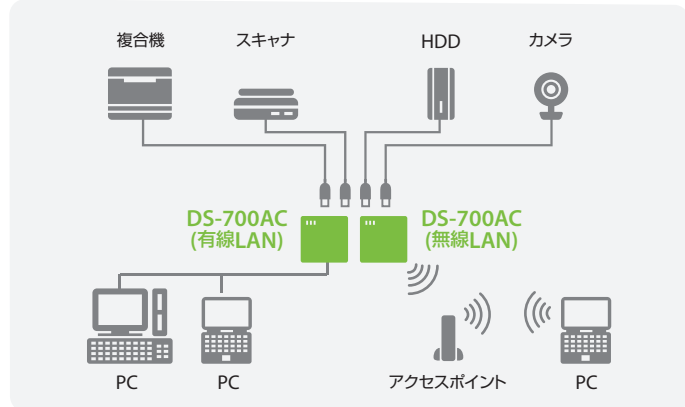 複合機
スキャナ
HDD
カメラ
DS-700AC
(有線LAN)
DS-700AC
(無線LAN)
PC
PC
アクセスポイント
PC